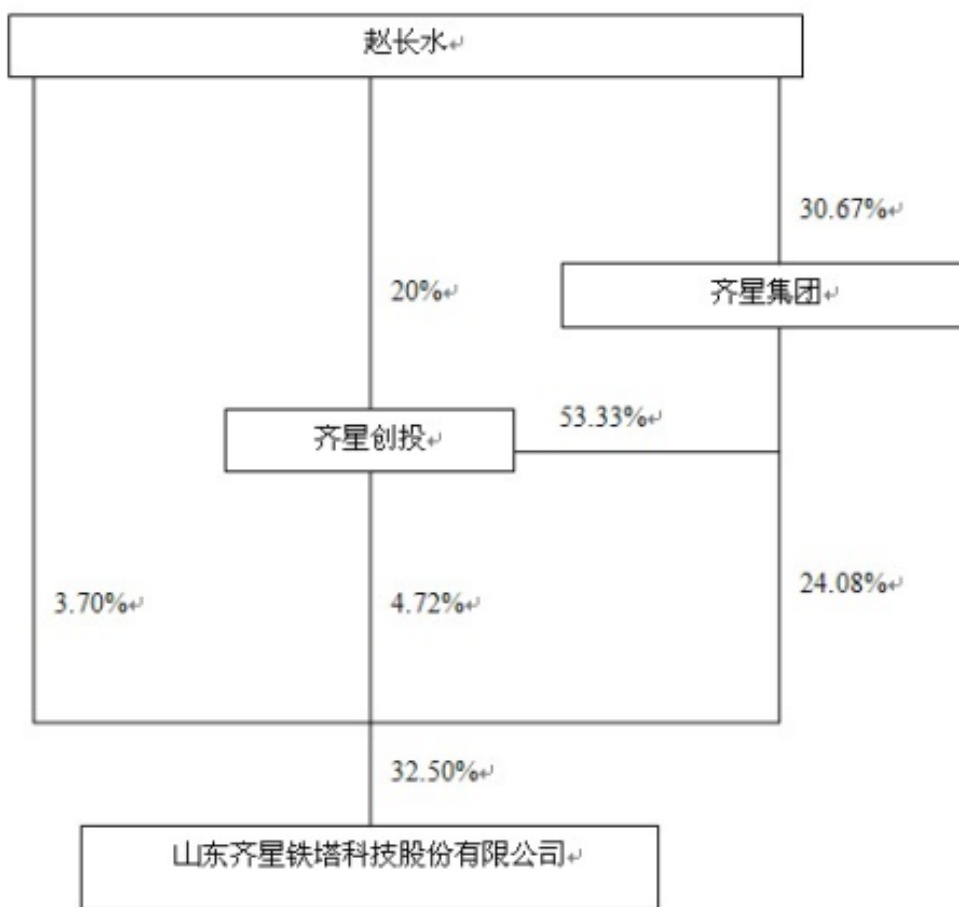 赵长水
30.67%
20%
齐星集团
53.33%
齐星创投
24.08%
3.70%
4.72%
32.50%
山东齐星铁塔科技股份有限公司